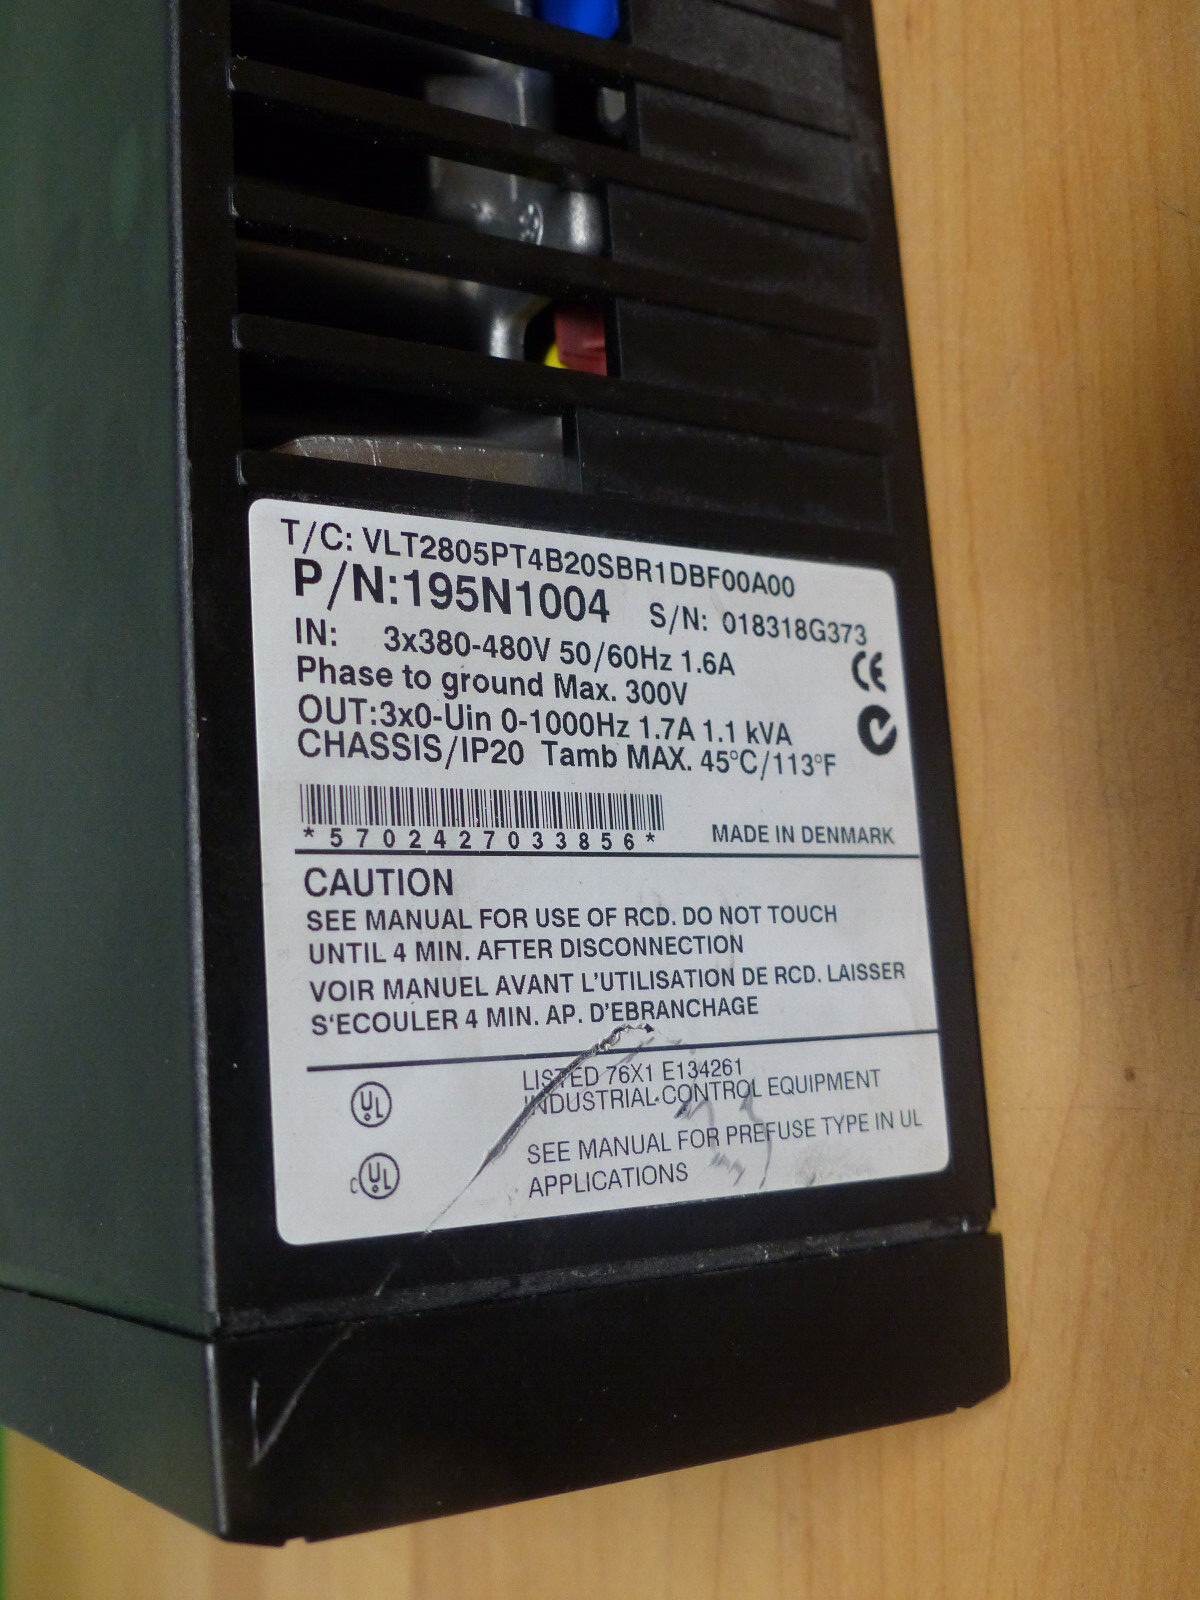 T/C: VLT2805PT4B20SBR1DBF00A00
P/N:195N1004 S/N: 018318G373
IN: 3x380-480V 50/60Hz 1.6A
Phase to ground Max. 300V
OUT:3x0-Uin 0-1000Hz 1.7A 1.1 kVA
CHASSIS/IP20 Tamb MAX. 45°C/113°F
CE
*5702427033856*
MADE IN DENMARK
CAUTION
SEE MANUAL FOR USE OF RCD. DO NOT TOUCH
UNTIL 4 MIN. AFTER DISCONNECTION
VOIR MANUEL AVANT L'UTILISATION DE RCD. LAISSER
S'ECOULER 4 MIN. AP. D'EBRANCHAGE
UL
LISTED 76X1 E134261
INDUSTRIAL CONTROL EQUIPMENT
c UL
SEE MANUAL FOR PREFUSE TYPE IN UL
APPLICATIONS